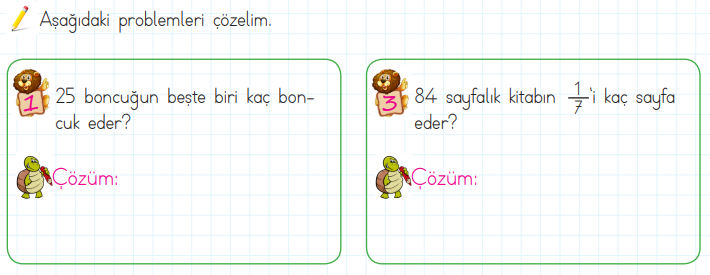 Aşağıdaki problemleri çözelim.
1 25 boncuğun beşte biri kaç bon-
cuk eder?
Çözüm:
3 84 sayfalık kitabın 1/7'i kaç sayfa
eder?
Çözüm: